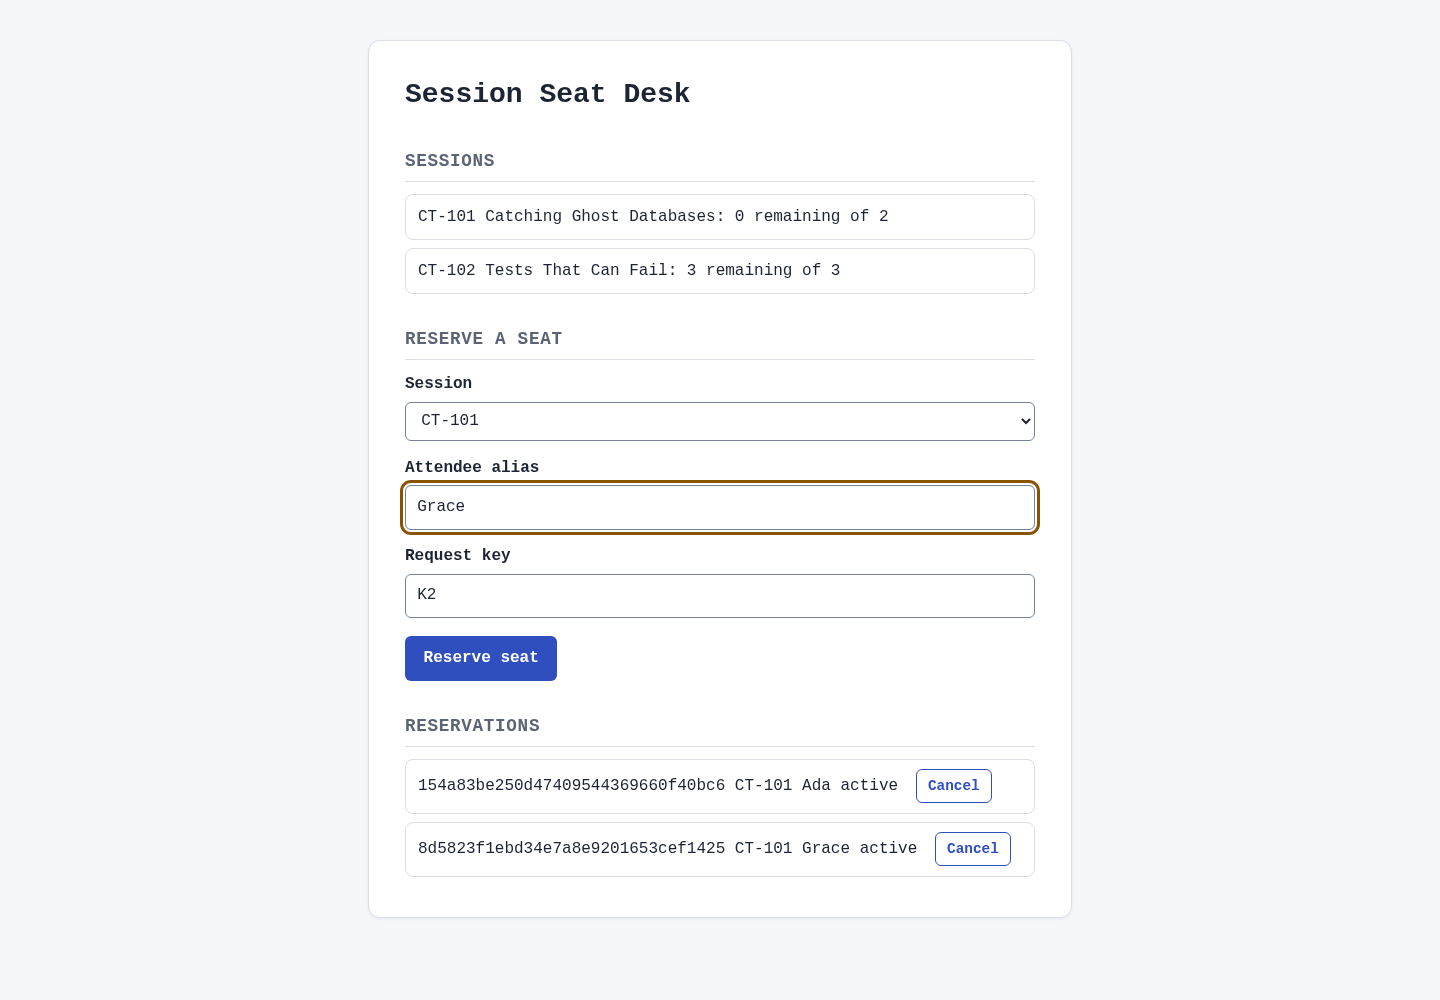 Session Seat Desk
SESSIONS
CT-101 Catching Ghost Databases: 0 remaining of 2
CT-102 Tests That Can Fail: 3 remaining of 3
RESERVE A SEAT
Session
CT-101
Attendee alias
Grace
Request key
K2
Reserve seat
RESERVATIONS
154a83be250d47409544369660f40bc6 CT-101 Ada active Cancel
8d5823f1ebd34e7a8e9201653cef1425 CT-101 Grace active Cancel